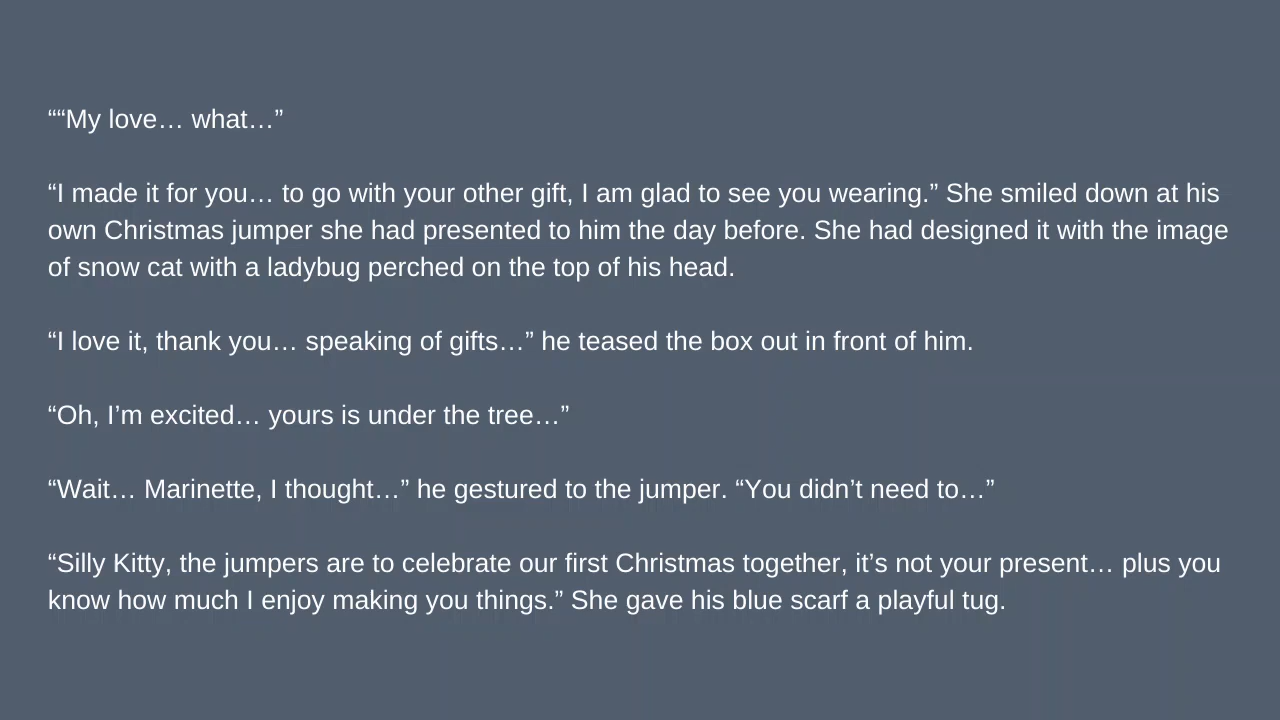 ““My love… what…”
“I made it for you… to go with your other gift, I am glad to see you wearing.” She smiled down at his
own Christmas jumper she had presented to him the day before. She had designed it with the image
of snow cat with a ladybug perched on the top of his head.
“I love it, thank you… speaking of gifts…” he teased the box out in front of him.
“Oh, I’m excited… yours is under the tree…”
“Wait… Marinette, I thought…” he gestured to the jumper. “You didn’t need to…”
“Silly Kitty, the jumpers are to celebrate our first Christmas together, it’s not your present… plus you
know how much I enjoy making you things.” She gave his blue scarf a playful tug.